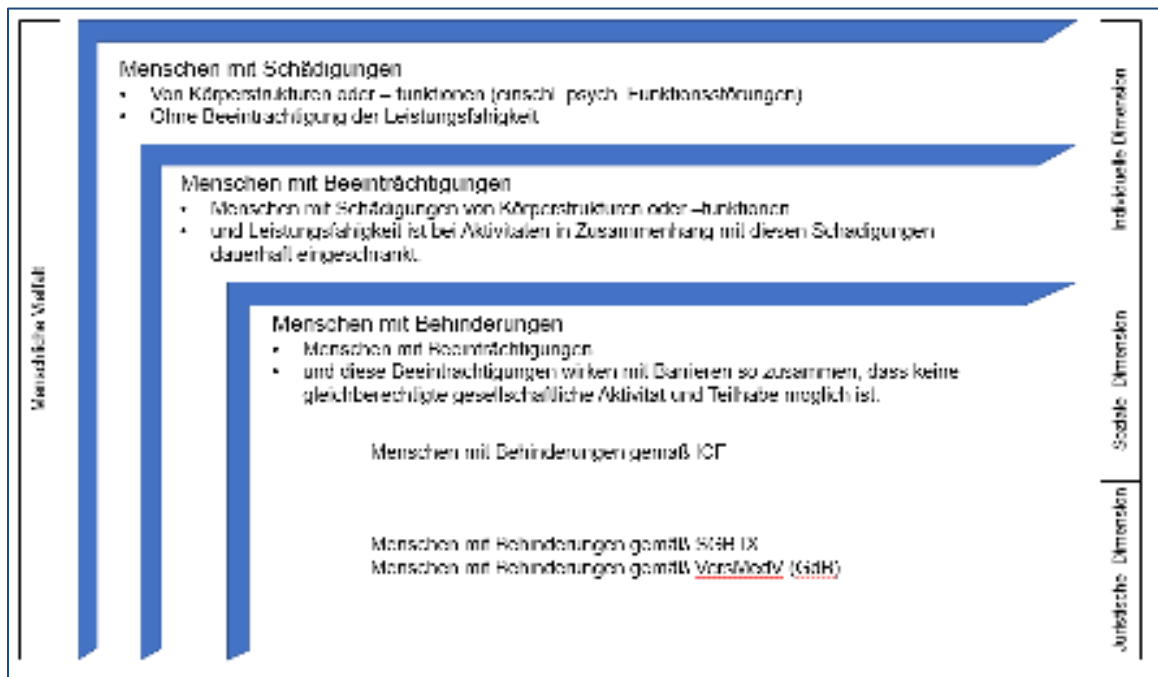 Menschen mit Schädigungen
• Von Körperstrukturen oder – funktionen (einschl. psych. Funktionsstörungen)
• Ohne Beeinträchtigung der Leistungsfähigkeit
Menschen mit Beeinträchtigungen
• Menschen mit Schädigungen von Körperstrukturen oder –funktionen
• und Leistungsfähigkeit ist bei Aktivitäten in Zusammenhang mit diesen Schädigungen
dauerhaft eingeschränkt.
Menschen mit Behinderungen
• Menschen mit Beeinträchtigungen
• und diese Beeinträchtigungen wirken mit Barrieren so zusammen, dass keine
gleichberechtigte gesellschaftliche Aktivität und Teilhabe möglich ist.
Menschen mit Behinderungen gemäß ICF
Menschen mit Behinderungen gemäß SGB IX
Menschen mit Behinderungen gemäß VersMedV (GdB)
Menschliche Vielfalt
Individuelle Dimension
Soziale Dimension
Juristische Dimension